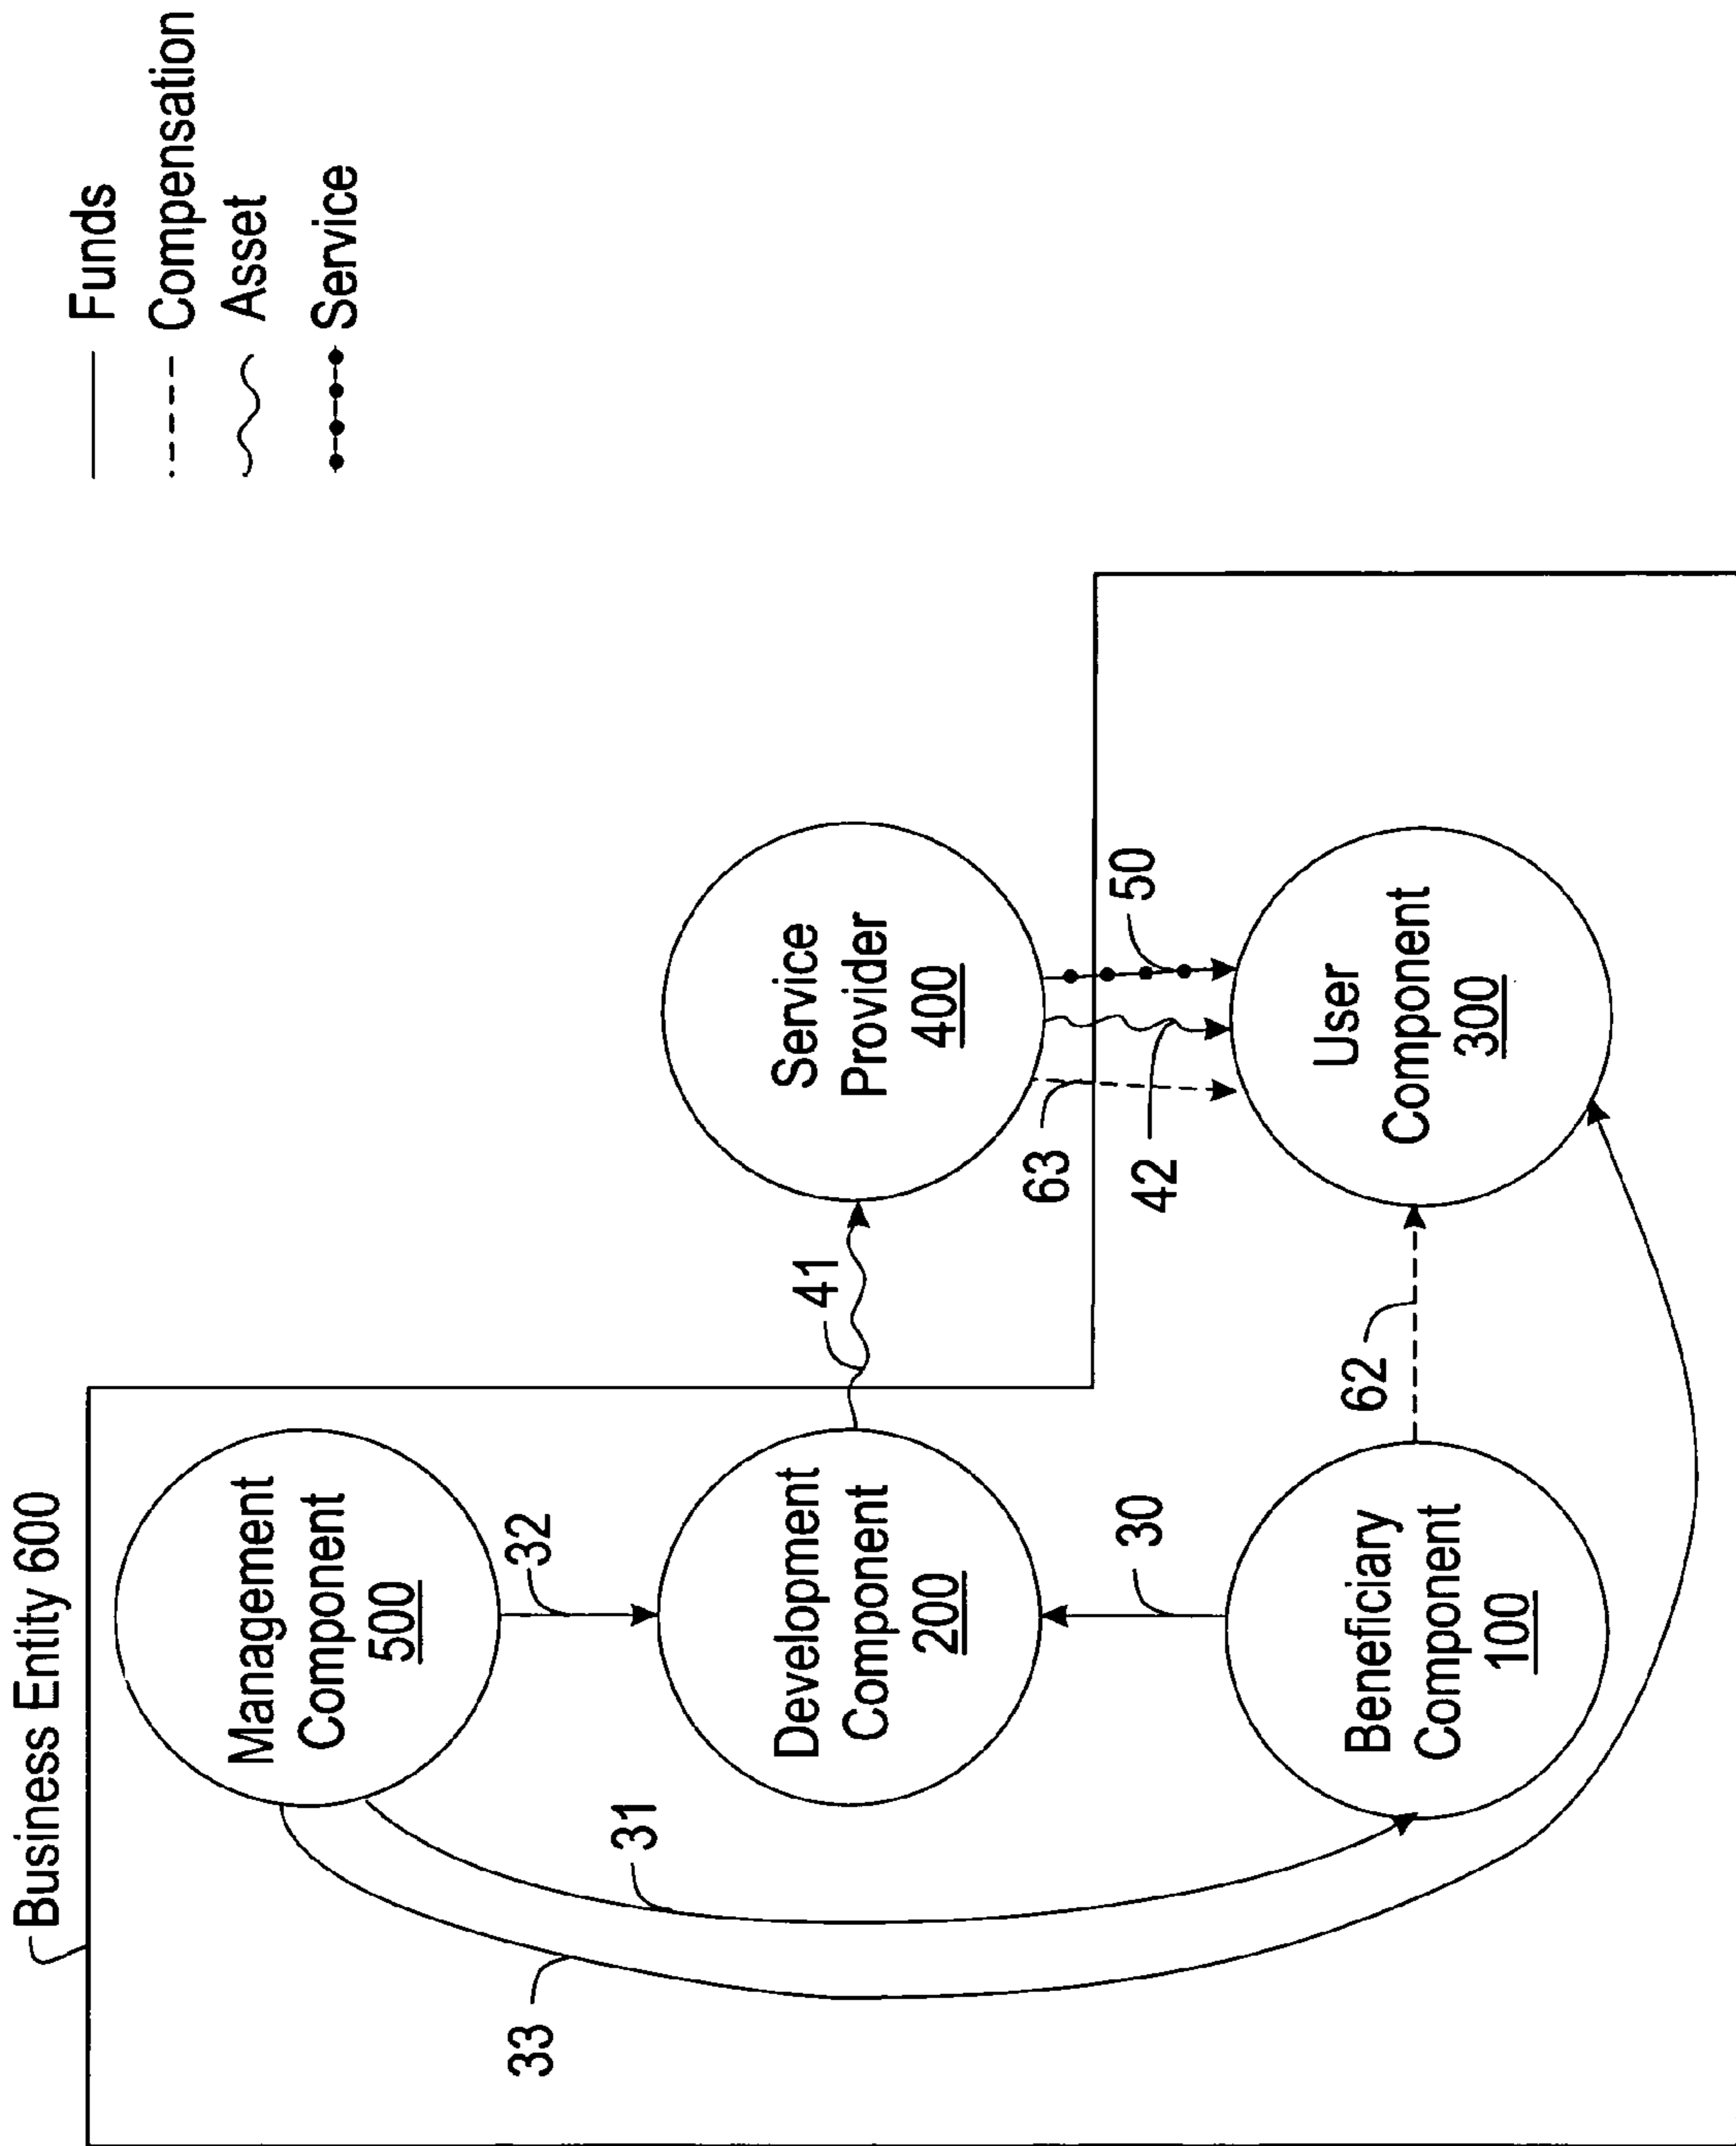 Business Entity 600
Funds
Compensation
Asset
Service
Management
Component
500
33
31
32
Development
Component
200
41
Service
Provider
400
30
63
42
50
Beneficiary
Component
100
62
User
Component
300